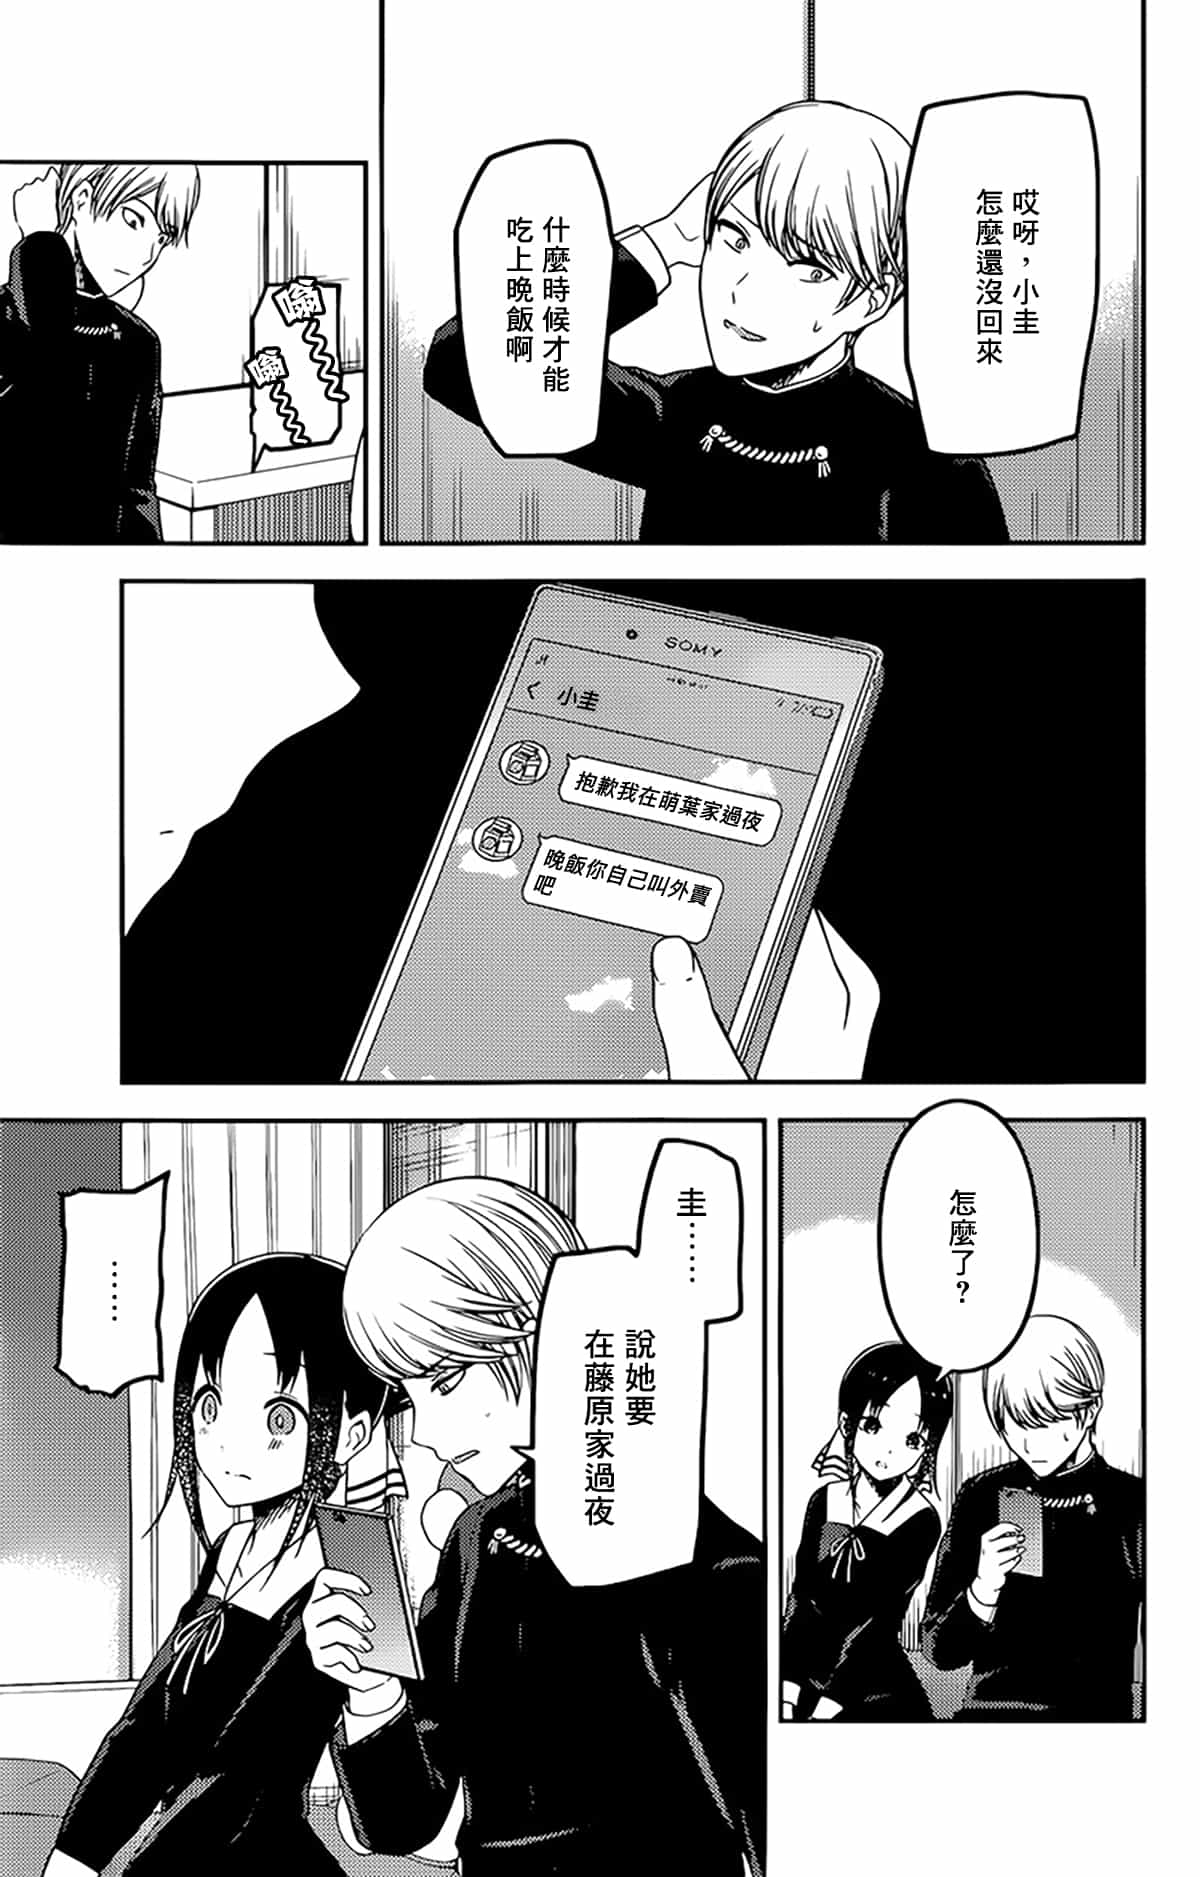 哎呀，小圭
怎麼還沒回來
什麼時候才能
吃上晚飯啊
嗡～～
嗡～～
SOMY
小圭
抱歉我在萌葉家過夜
晚飯你自己叫外賣
吧
怎麼了？
圭……
說她要
在藤原家過夜
……